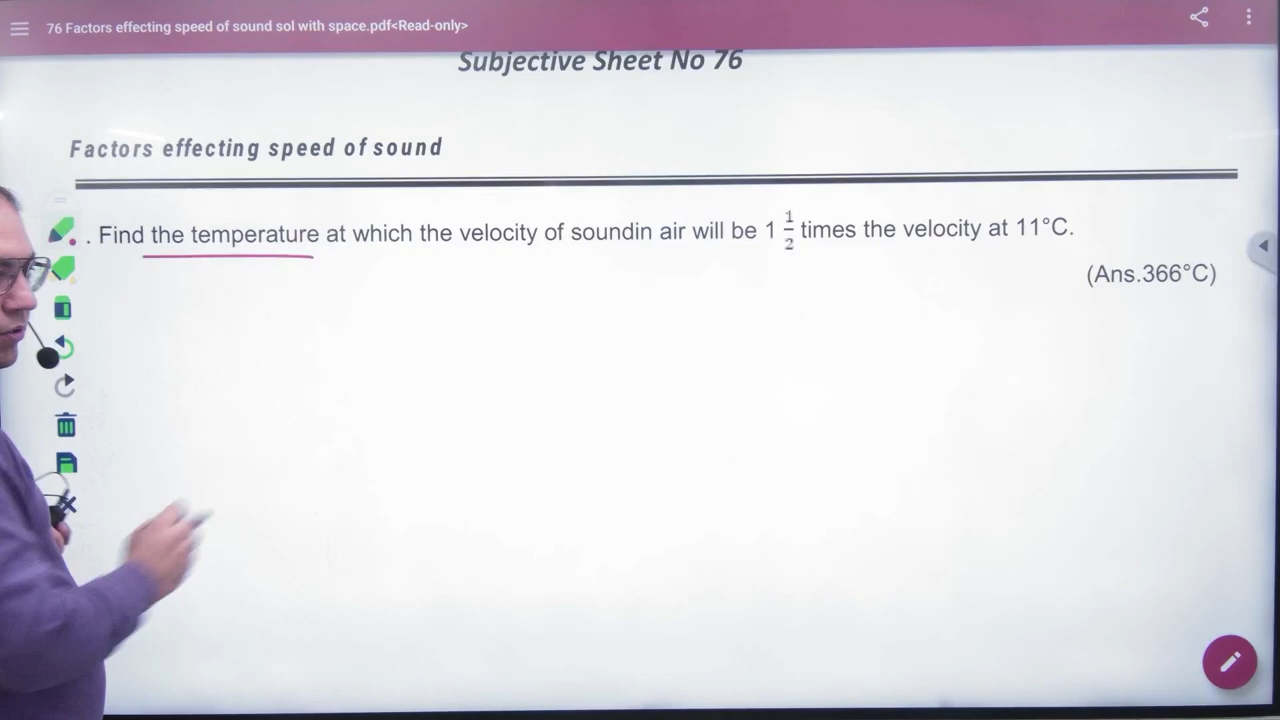 76 Factors effecting speed of sound sol with space.pdf<Read-only>
Subjective Sheet No 76
Factors effecting speed of sound
. Find the temperature at which the velocity of soundin air will be 1 1/2 times the velocity at 11°C.
(Ans.366°C)